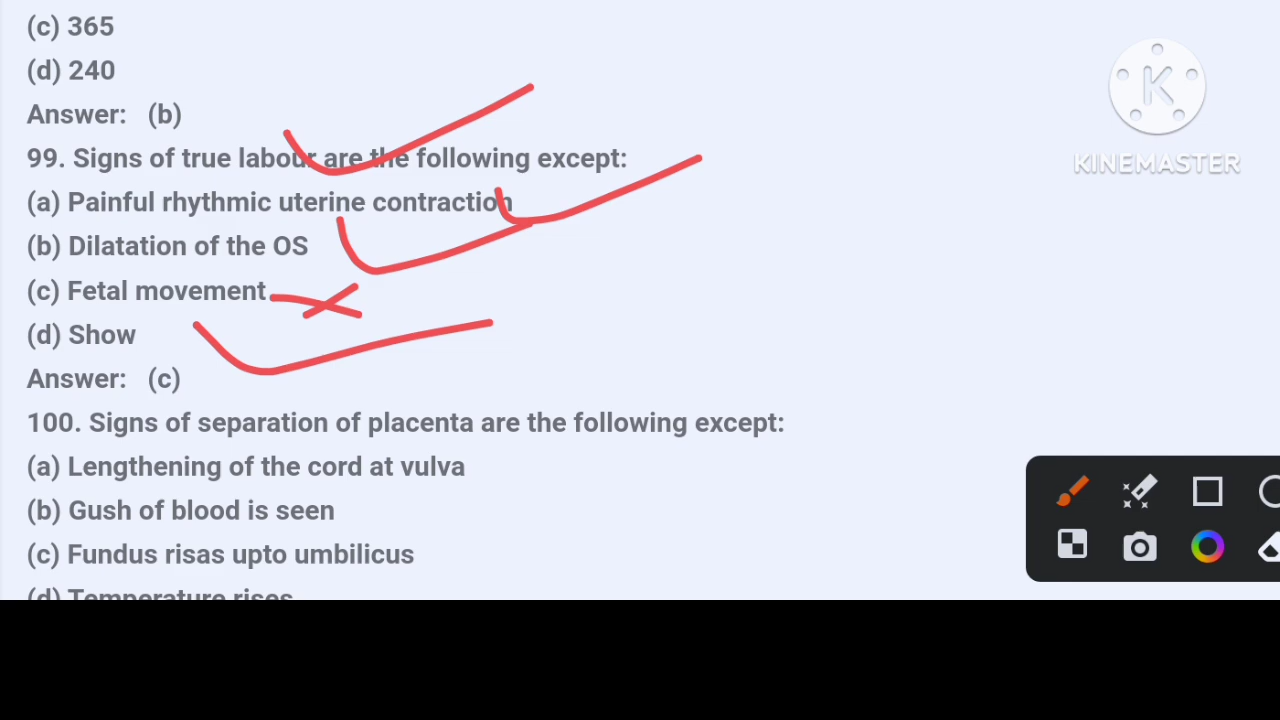 (c) 365
(d) 240
Answer: (b)
99. Signs of true labour are the following except:
(a) Painful rhythmic uterine contraction
(b) Dilatation of the OS
(c) Fetal movement
(d) Show
Answer: (c)
100. Signs of separation of placenta are the following except:
(a) Lengthening of the cord at vulva
(b) Gush of blood is seen
(c) Fundus risas upto umbilicus
(d) Temperature rises
K
KINEMASTER